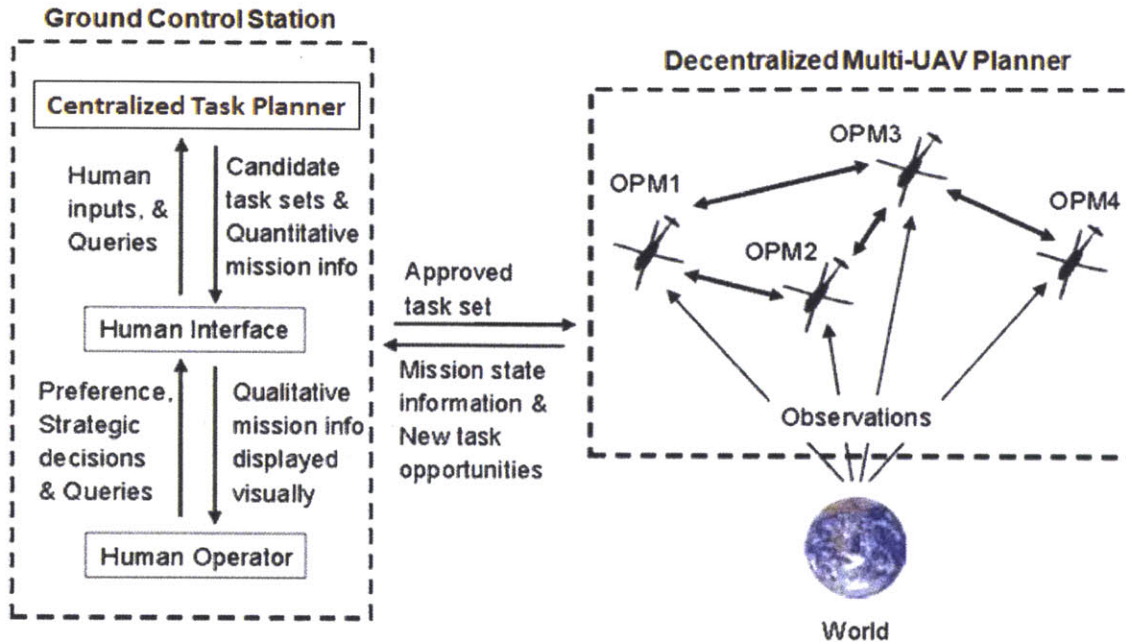 Ground Control Station
Centralized Task Planner
Human
inputs, &
Queries
Candidate
task sets &
Quantitative
mission info
Human Interface
Preference,
Strategic
decisions
& Queries
Qualitative
mission info
displayed
visually
Human Operator
Approved
task set
Mission state
information &
New task
opportunities
Decentralized Multi-UAV Planner
OPM3
OPM1
OPM4
OPM2
Observations
World